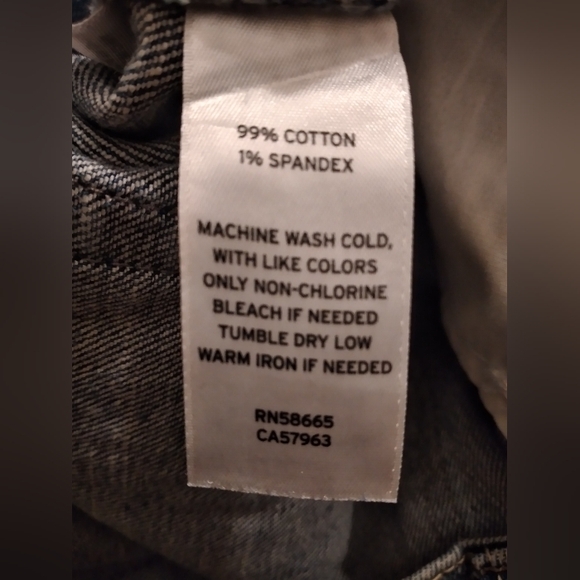 99% COTTON
1% SPANDEX
MACHINE WASH COLD,
WITH LIKE COLORS
ONLY NON-CHLORINE
BLEACH IF NEEDED
TUMBLE DRY LOW
WARM IRON IF NEEDED
RN58665
CA57963